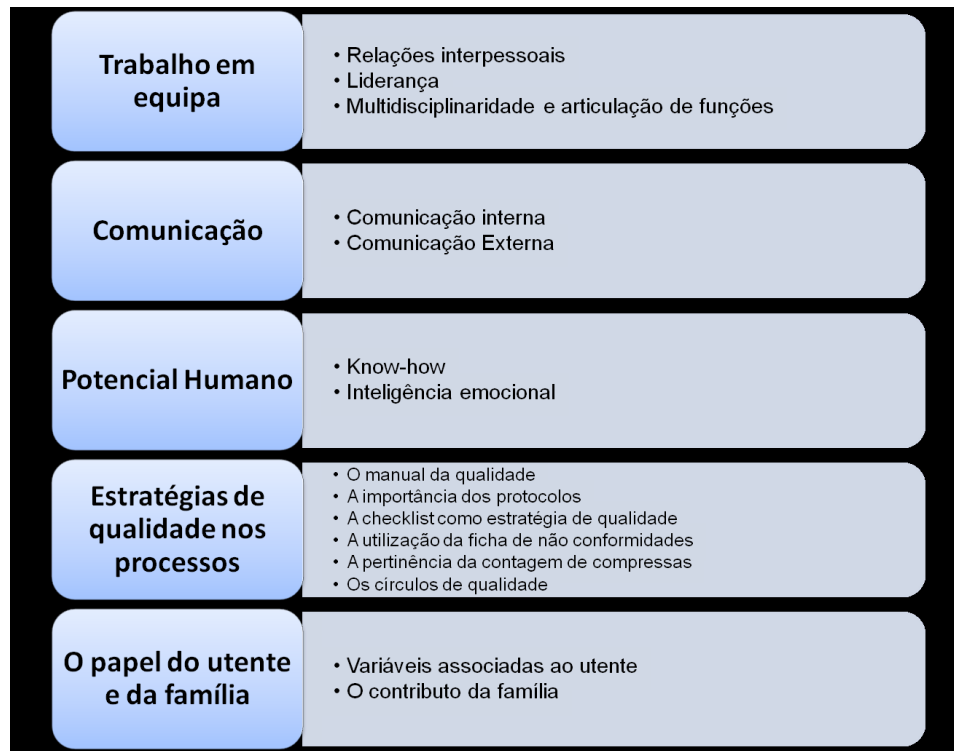 Trabalho em
equipa
• Relações interpessoais
• Liderança
• Multidisciplinaridade e articulação de funções
Comunicação
• Comunicação interna
• Comunicação Externa
Potencial Humano
• Know-how
• Inteligência emocional
Estratégias de
qualidade nos
processos
• O manual da qualidade
• A importância dos protocolos
• A checklist como estratégia de qualidade
• A utilização da ficha de não conformidades
• A pertinência da contagem de compressas
• Os círculos de qualidade
O papel do utente
e da família
• Variáveis associadas ao utente
• O contributo da família